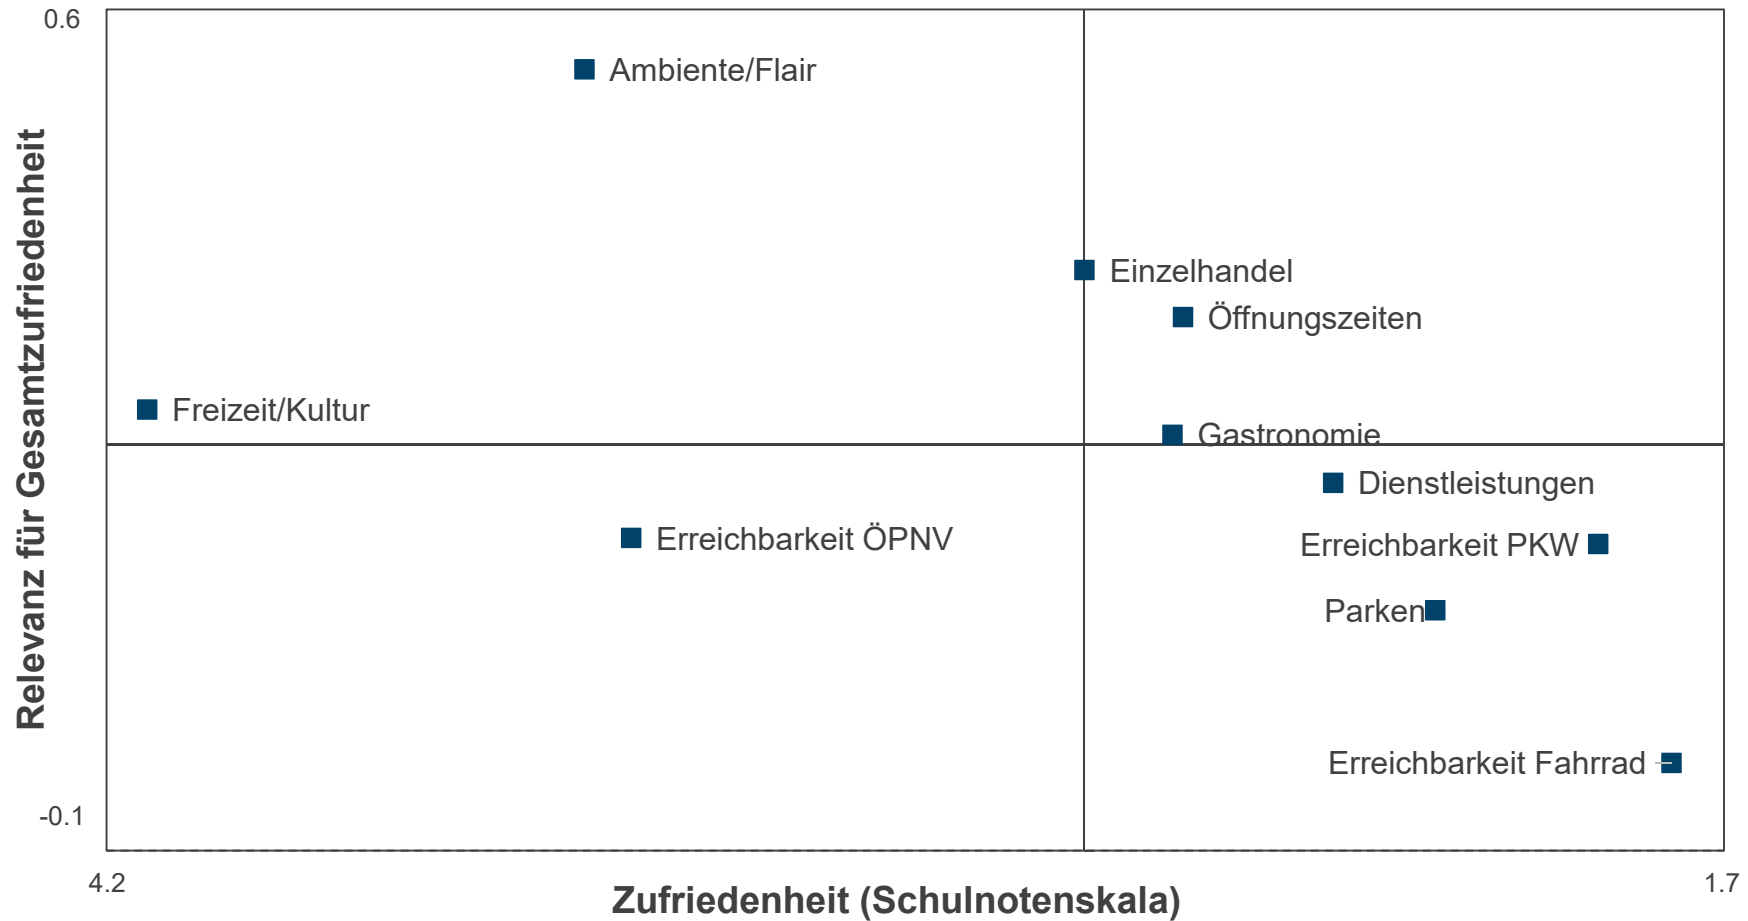 0.6
Ambiente/Flair
Relevanz für Gesamtzufriedenheit
Einzelhandel
Öffnungszeiten
Freizeit/Kultur
Gastronomie
Dienstleistungen
Erreichbarkeit ÖPNV
Erreichbarkeit PKW
Parken
Erreichbarkeit Fahrrad
-0.1
4.2
1.7
Zufriedenheit (Schulnotenskala)